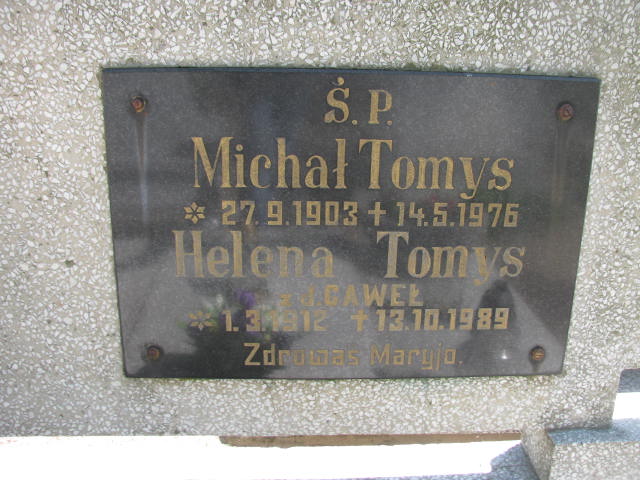 Ś.P.
Michał Tomys
* 27.9.1903 + 14.5.1976
Helena Tomys
z J.GAWEŁ
* 1.3.1912 + 13.10.1989
Zdrowaś Maryjo.